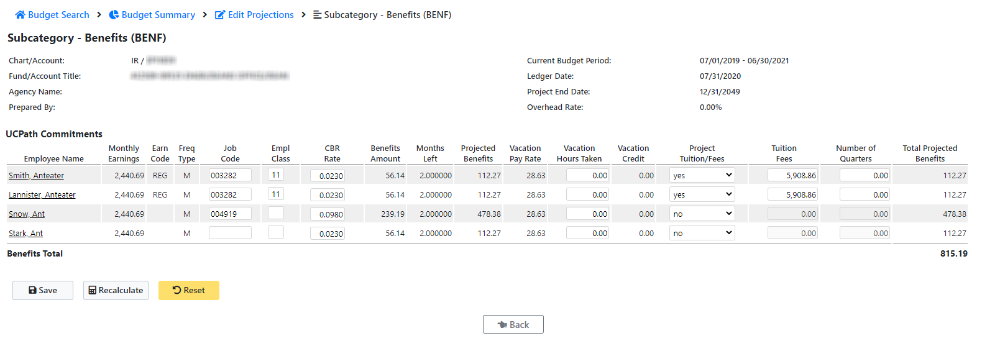 Budget Search > Budget Summary > Edit Projections > Subcategory - Benefits (BENF)
Subcategory - Benefits (BENF)
Chart/Account: IR / Current Budget Period: 07/01/2019 - 06/30/2021
Fund/Account Title: Ledger Date: 07/31/2020
Agency Name: Project End Date: 12/31/2049
Prepared By: Overhead Rate: 0.00%
UCPath Commitments
Monthly Earn Freq Job Empl CBR Benefits Months Projected Vacation Vacation Vacation Project Tuition Number of Total Projected
Employee Name Earnings Code Type Code Class Rate Amount Left Benefits Pay Rate Hours Taken Credit Tuition/Fees Fees Quarters Benefits
Smith, Anteater 2,440.69 REG M 003282 11 0.0230 56.14 2.000000 112.27 28.63 0.00 0.00 yes 5,908.86 0.00 112.27
Lannister, Anteater 2,440.69 REG M 003282 11 0.0230 56.14 2.000000 112.27 28.63 0.00 0.00 yes 5,908.86 0.00 112.27
Snow, Ant 2,440.69 M 004919 0.0980 239.19 2.000000 478.38 28.63 0.00 0.00 no 0.00 0.00 478.38
Stark, Ant 2,440.69 M 0.0230 56.14 2.000000 112.27 28.63 0.00 0.00 no 0.00 0.00 112.27
Benefits Total 815.19
Save Recalculate Reset
Back